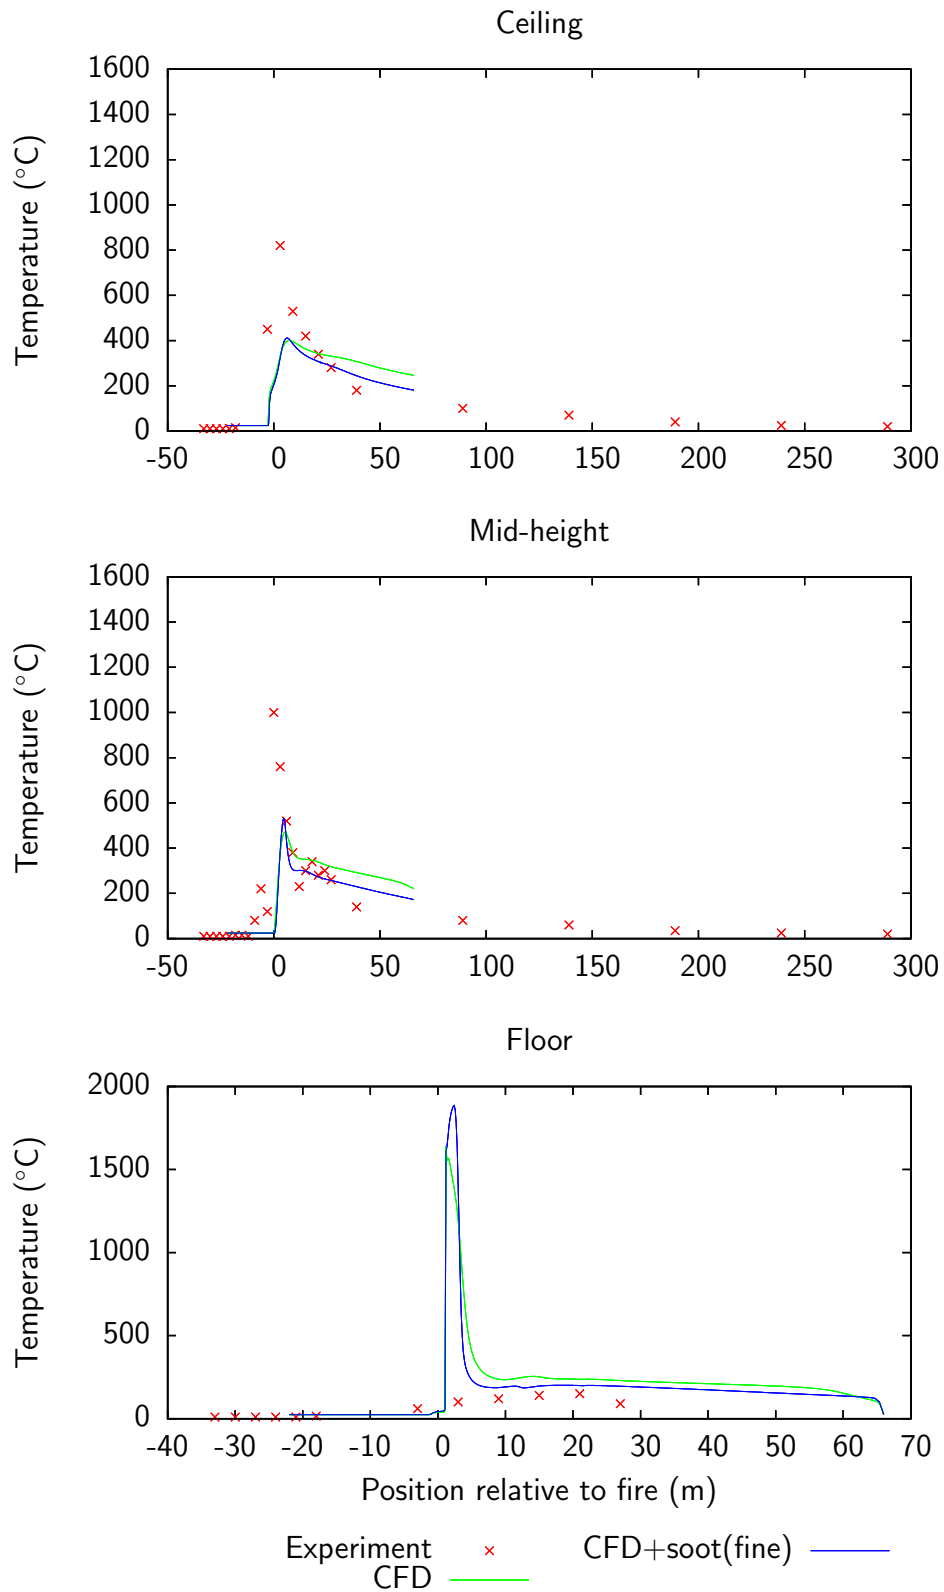 Ceiling
Temperature (°C)
1600
1400
1200
1000
800
600
400
200
0
-50 0 50 100 150 200 250 300
Mid-height
Temperature (°C)
1600
1400
1200
1000
800
600
400
200
0
-50 0 50 100 150 200 250 300
Floor
Temperature (°C)
2000
1500
1000
500
0
-40 -30 -20 -10 0 10 20 30 40 50 60 70
Position relative to fire (m)
Experiment CFD+soot(fine)
CFD